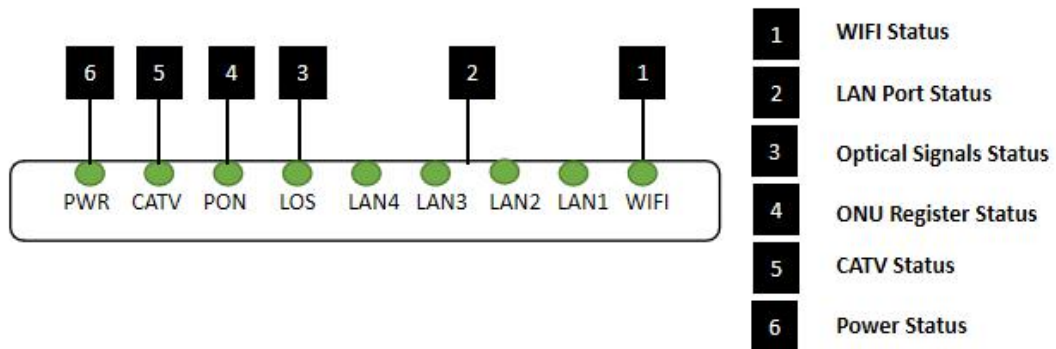 6 5 4 3 2 1
PWR CATV PON LOS LAN4 LAN3 LAN2 LAN1 WIFI
1 WIFI Status
2 LAN Port Status
3 Optical Signals Status
4 ONU Register Status
5 CATV Status
6 Power Status